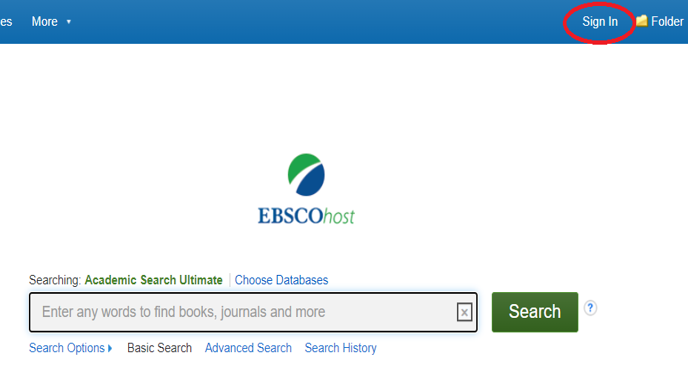 es More Sign In Folder
EBSCOhost
Searching: Academic Search Ultimate Choose Databases
Enter any words to find books, journals and more x Search ?
Search Options Basic Search Advanced Search Search History